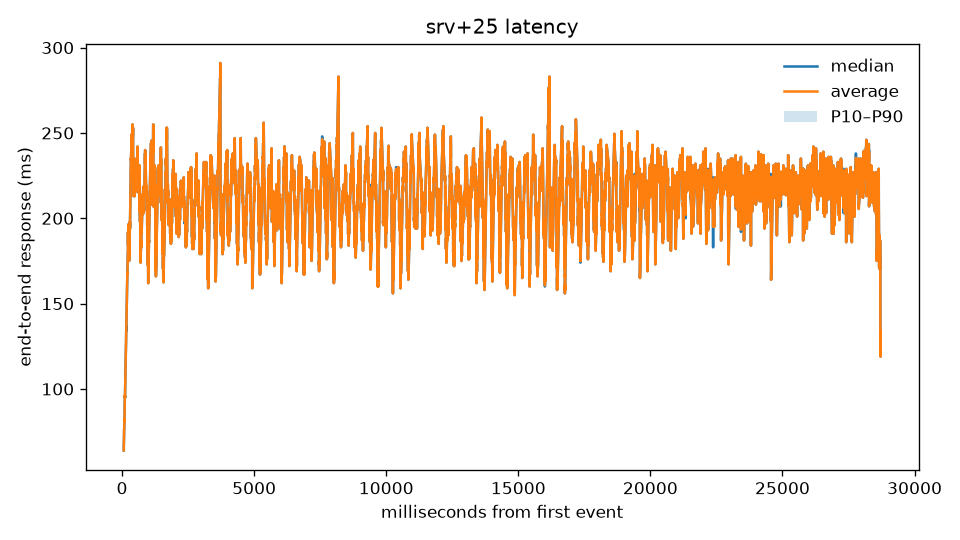 srv+25 latency
median
average
P10–P90
end-to-end response (ms)
300
250
200
150
100
0 5000 10000 15000 20000 25000 30000
milliseconds from first event